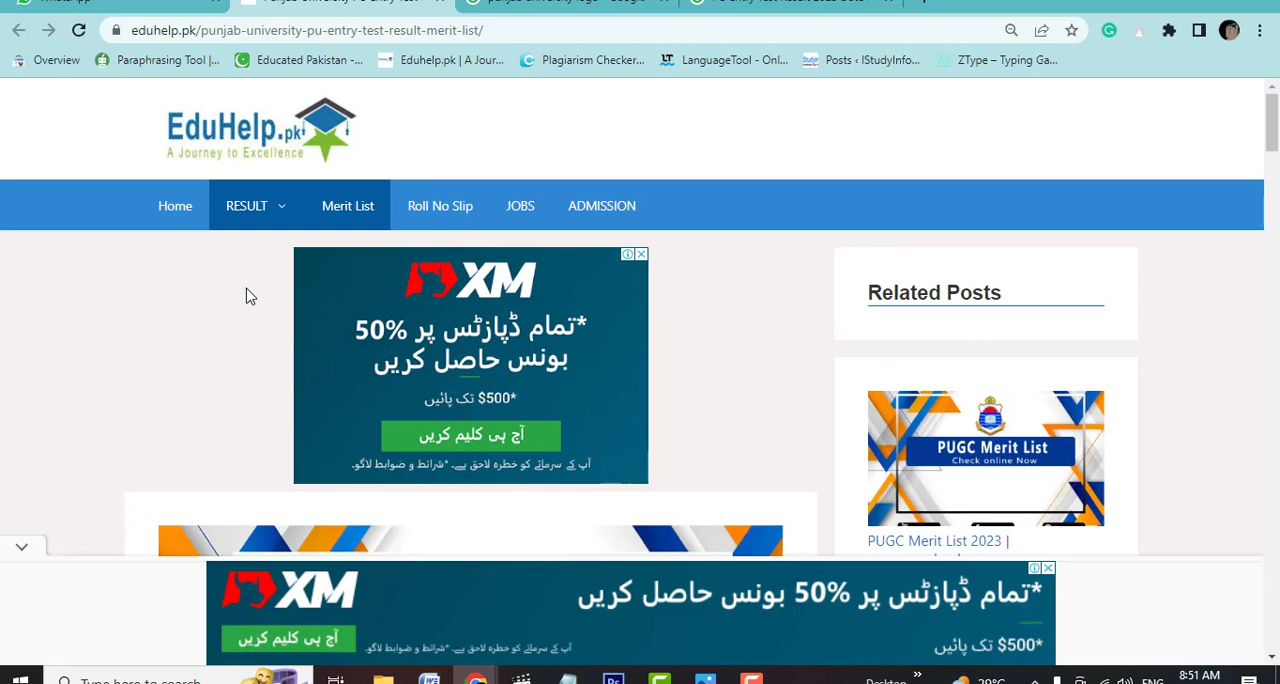 WhatsApp
eduhelp.pk/punjab-university-pu-entry-test-result-merit-list/
Overview
Paraphrasing Tool |...
Educated Pakistan -...
Eduhelp.pk | A Jour...
Plagiarism Checker...
LanguageTool - Onl...
Posts ‹ IStudyInfo...
ZType – Typing Ga...
EduHelp.pk
A Journey to Excellence
Home
RESULT
Merit List
Roll No Slip
JOBS
ADMISSION
XM
*تمام ڈپازٹس پر 50%
بونس حاصل کریں
*$500 تک پائیں
آج ہی کلیم کریں
آپ کے سرمائے کو خطرہ لاحق ہے۔ *شرائط و ضوابط لاگو۔
Related Posts
PUGC Merit List
Check online Now
PUGC Merit List 2023 |
XM
*تمام ڈپازٹس پر 50% بونس حاصل کریں
*$500 تک پائیں
آج ہی کلیم کریں
آپ کے سرمائے کو خطرہ لاحق ہے۔ *شرائط و ضوابط لاگو۔
Type here to search
Desktop
29°C
ENG
8:51 AM